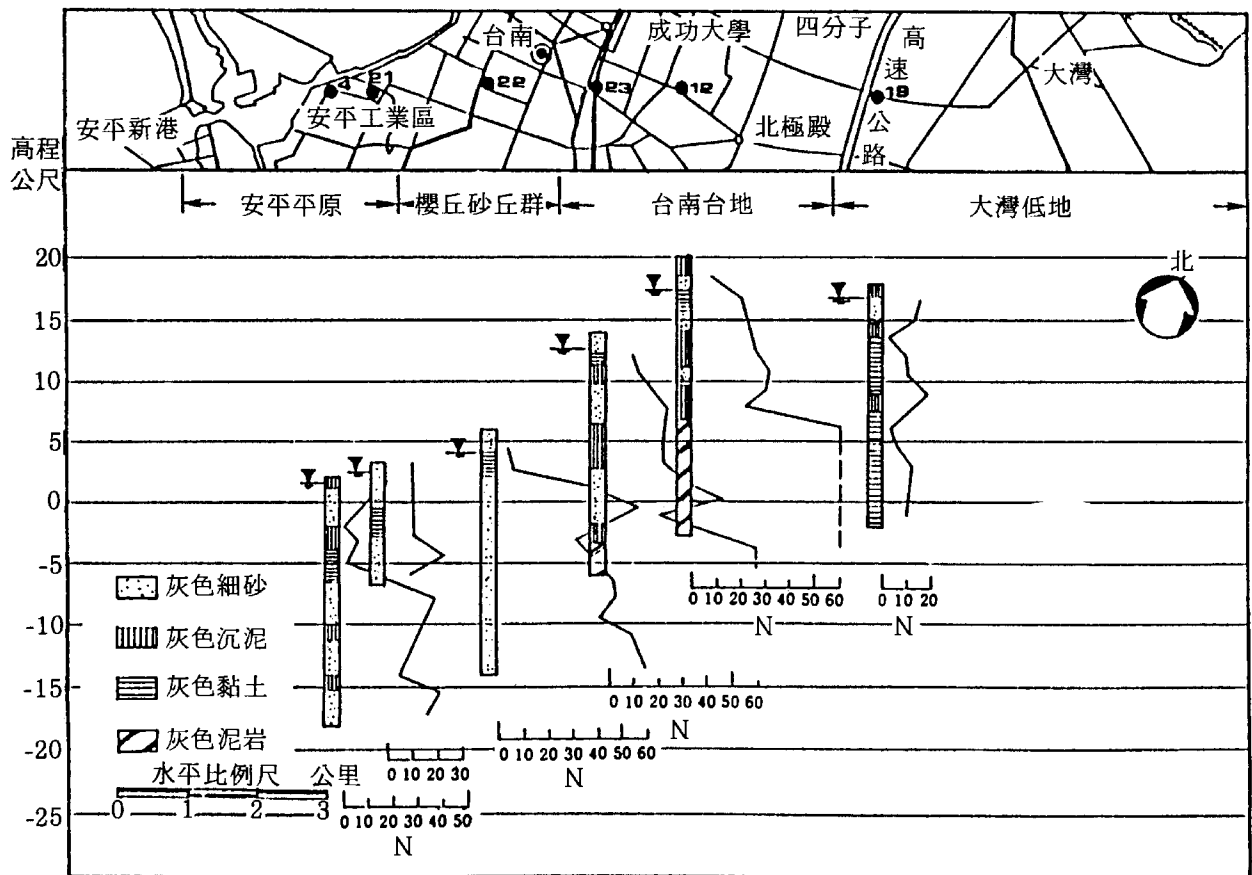 台南
成功大學
四分子
高速公路
大灣
4
21
22
23
12
19
安平新港
安平工業區
北極殿
高程
公尺
安平平原
櫻丘砂丘群
台南台地
大灣低地
北
20
15
10
5
0
-5
-10
-15
-20
-25
灰色細砂
灰色沉泥
灰色黏土
灰色泥岩
水平比例尺 公里
0 1 2 3
0 10 20 30 40 50 60
N
0 10 20
N
0 10 20 30 40 50 60
N
0 10 20 30 40 50 60
N
0 10 20 30
0 10 20 30 40 50
N